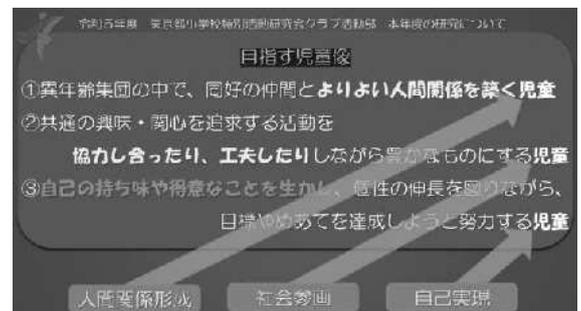 令和5年度　東京都小学校特別活動研究会クラブ活動部　本年度の研究について
目指す児童像
①異年齢集団の中で、同好の仲間とよりよい人間関係を築く児童
②共通の興味・関心を追求する活動を
協力し合ったり、工夫したりしながら豊かなものにする児童
③自己の持ち味や得意なことを生かし、個性の伸長を図りながら、
目標やめあてを達成しようと努力する児童
人間関係形成　社会参画　自己実現